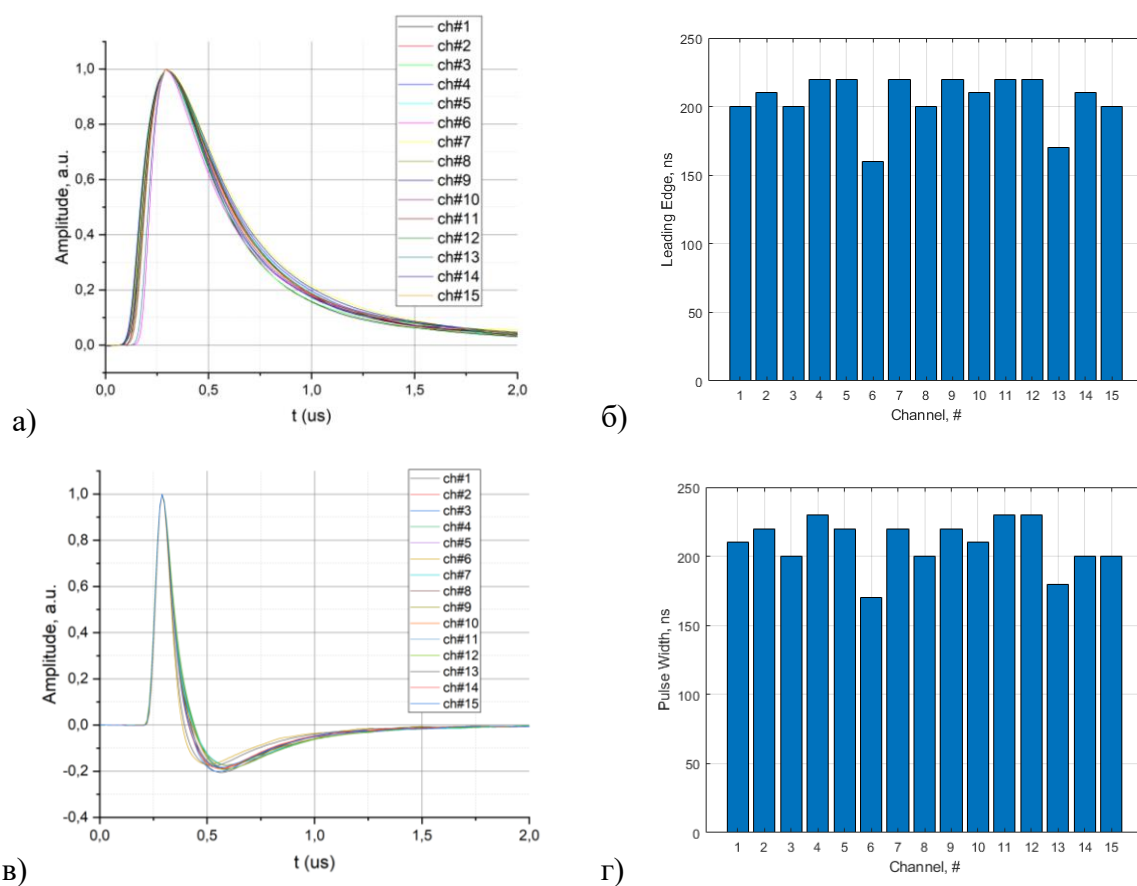 ch#1
ch#2
ch#3
ch#4
ch#5
ch#6
ch#7
ch#8
ch#9
ch#10
ch#11
ch#12
ch#13
ch#14
ch#15
1,0
0,8
0,6
0,4
0,2
0,0
Amplitude, a.u.
0,0 0,5 1,0 1,5 2,0
t (us)
а)
250
200
150
100
50
0
Leading Edge, ns
1 2 3 4 5 6 7 8 9 10 11 12 13 14 15
Channel, #
б)
ch#1
ch#2
ch#3
ch#4
ch#5
ch#6
ch#7
ch#8
ch#9
ch#10
ch#11
ch#12
ch#13
ch#14
ch#15
1,0
0,8
0,6
0,4
0,2
0,0
-0,2
-0,4
Amplitude, a.u.
0,0 0,5 1,0 1,5 2,0
t (us)
в)
250
200
150
100
50
0
Pulse Width, ns
1 2 3 4 5 6 7 8 9 10 11 12 13 14 15
Channel, #
г)